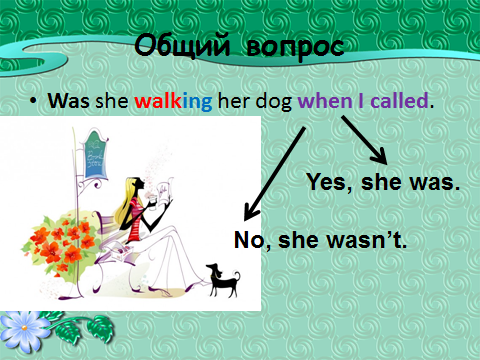 Общий вопрос
• Was she walking her dog when I called.
Yes, she was.
No, she wasn't.